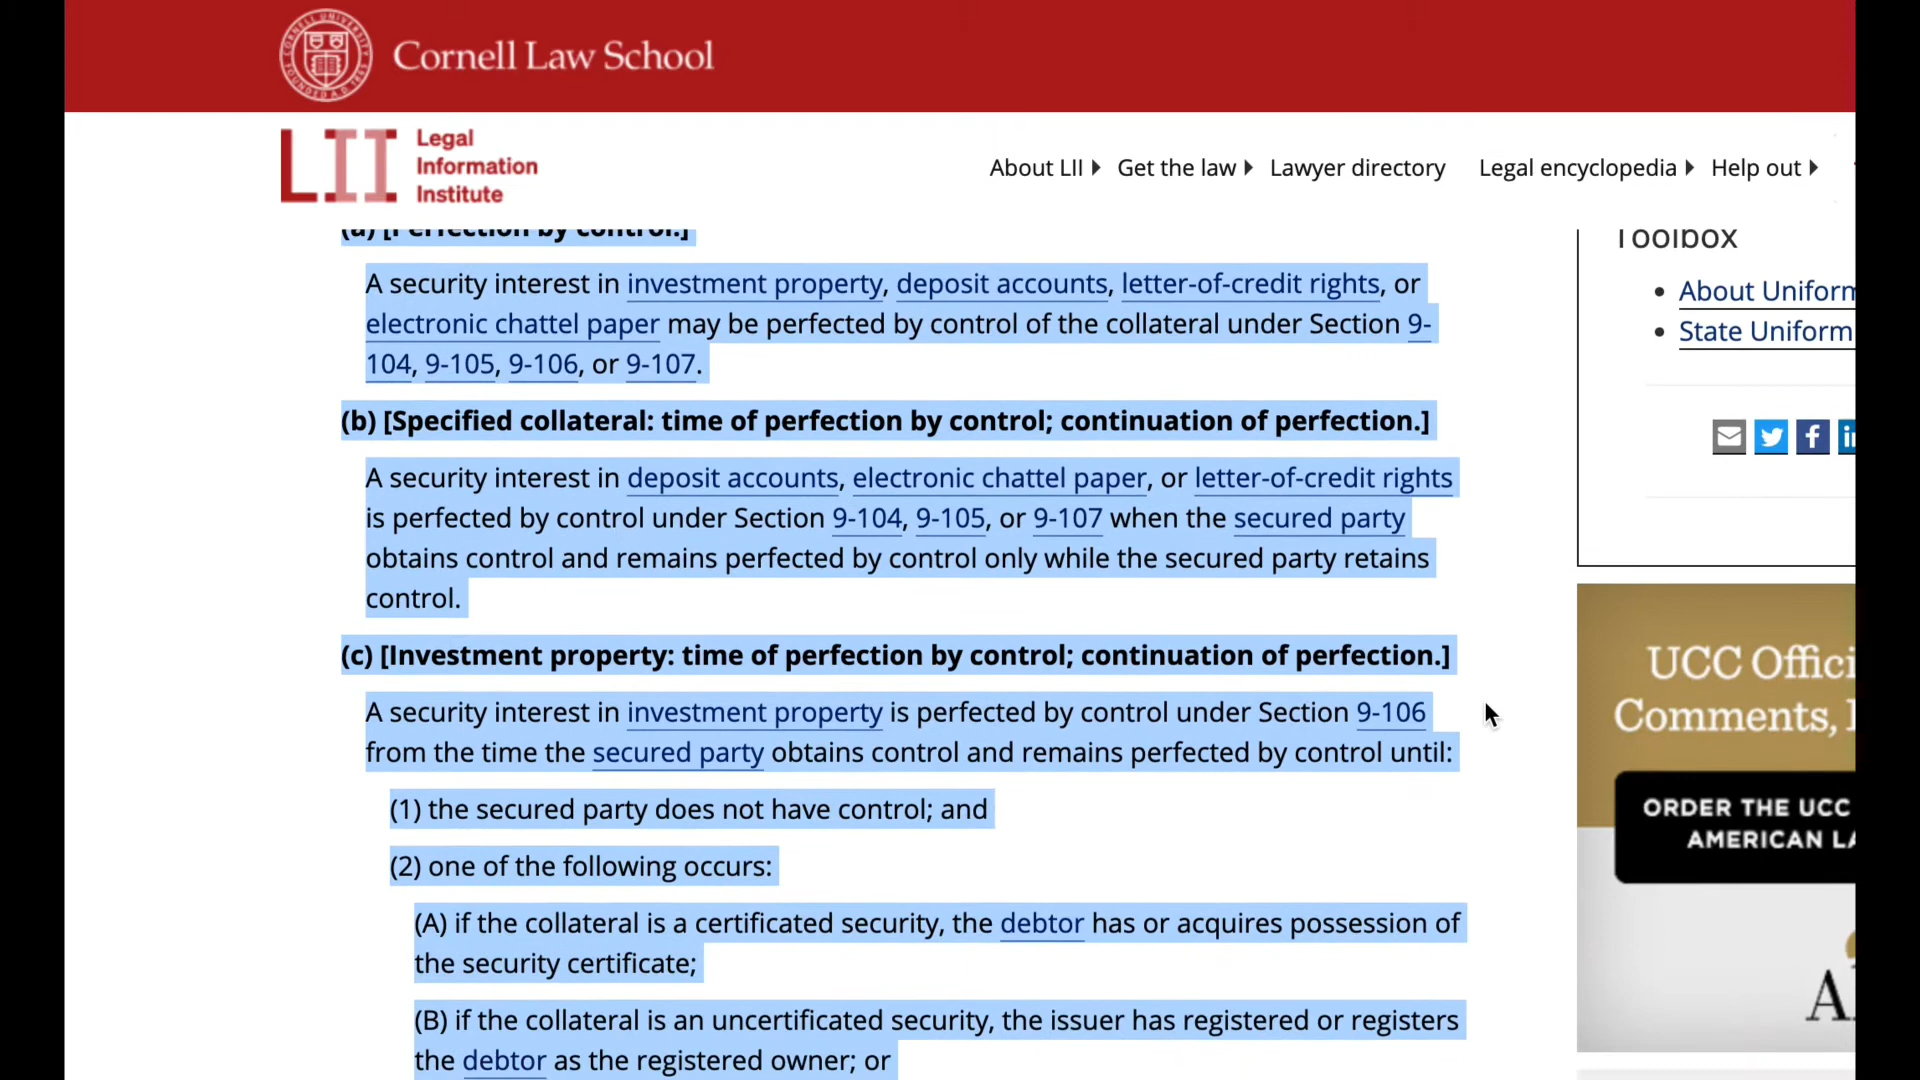 Cornell Law School
LII
Legal
Information
Institute
About LII
Get the law
Lawyer directory
Legal encyclopedia
Help out
(a) [Perfection by control.]
A security interest in investment property, deposit accounts, letter-of-credit rights, or
electronic chattel paper may be perfected by control of the collateral under Section 9-
104, 9-105, 9-106, or 9-107.
(b) [Specified collateral: time of perfection by control; continuation of perfection.]
A security interest in deposit accounts, electronic chattel paper, or letter-of-credit rights
is perfected by control under Section 9-104, 9-105, or 9-107 when the secured party
obtains control and remains perfected by control only while the secured party retains
control.
(c) [Investment property: time of perfection by control; continuation of perfection.]
A security interest in investment property is perfected by control under Section 9-106
from the time the secured party obtains control and remains perfected by control until:
(1) the secured party does not have control; and
(2) one of the following occurs:
(A) if the collateral is a certificated security, the debtor has or acquires possession of
the security certificate;
(B) if the collateral is an uncertificated security, the issuer has registered or registers
the debtor as the registered owner; or
Toolbox
About Uniform
State Uniform
UCC Offici
Comments,
ORDER THE UCC
AMERICAN LA